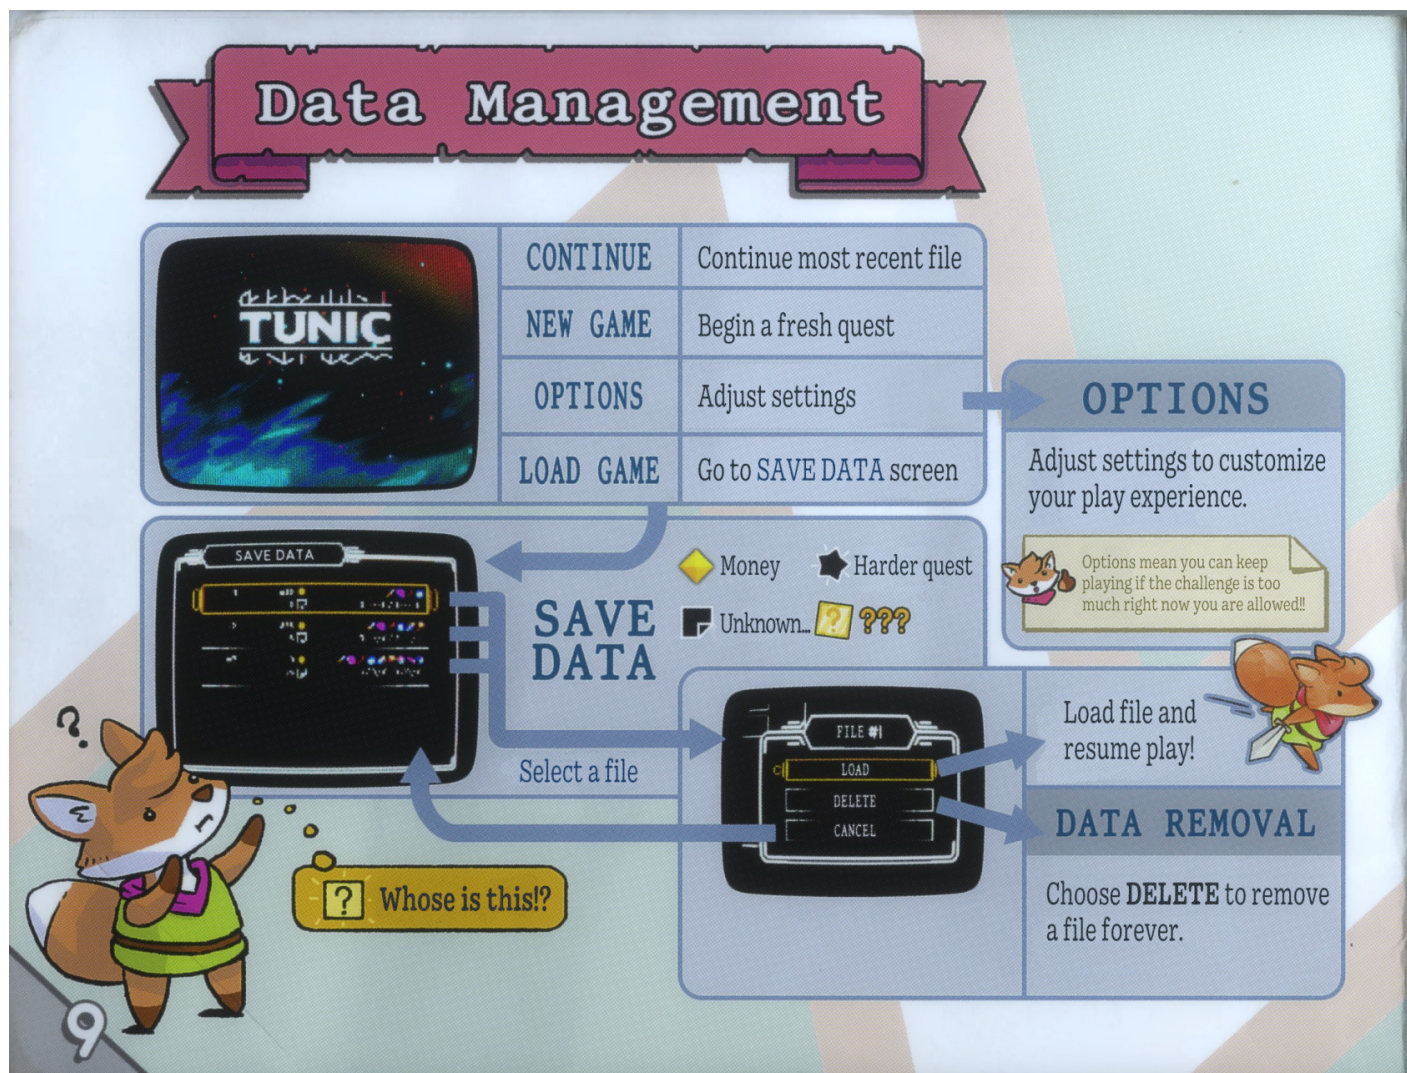 Data Management
TUNIC
CONTINUE
Continue most recent file
NEW GAME
Begin a fresh quest
OPTIONS
Adjust settings
LOAD GAME
Go to SAVE DATA screen
OPTIONS
Adjust settings to customize
your play experience.
Options mean you can keep
playing if the challenge is too
much right now you are allowed!!
SAVE DATA
Money
Harder quest
Unknown...
?
???
SAVE
DATA
Select a file
FILE #1
LOAD
DELETE
CANCEL
Load file and
resume play!
DATA REMOVAL
Choose DELETE to remove
a file forever.
?
? Whose is this!?
9